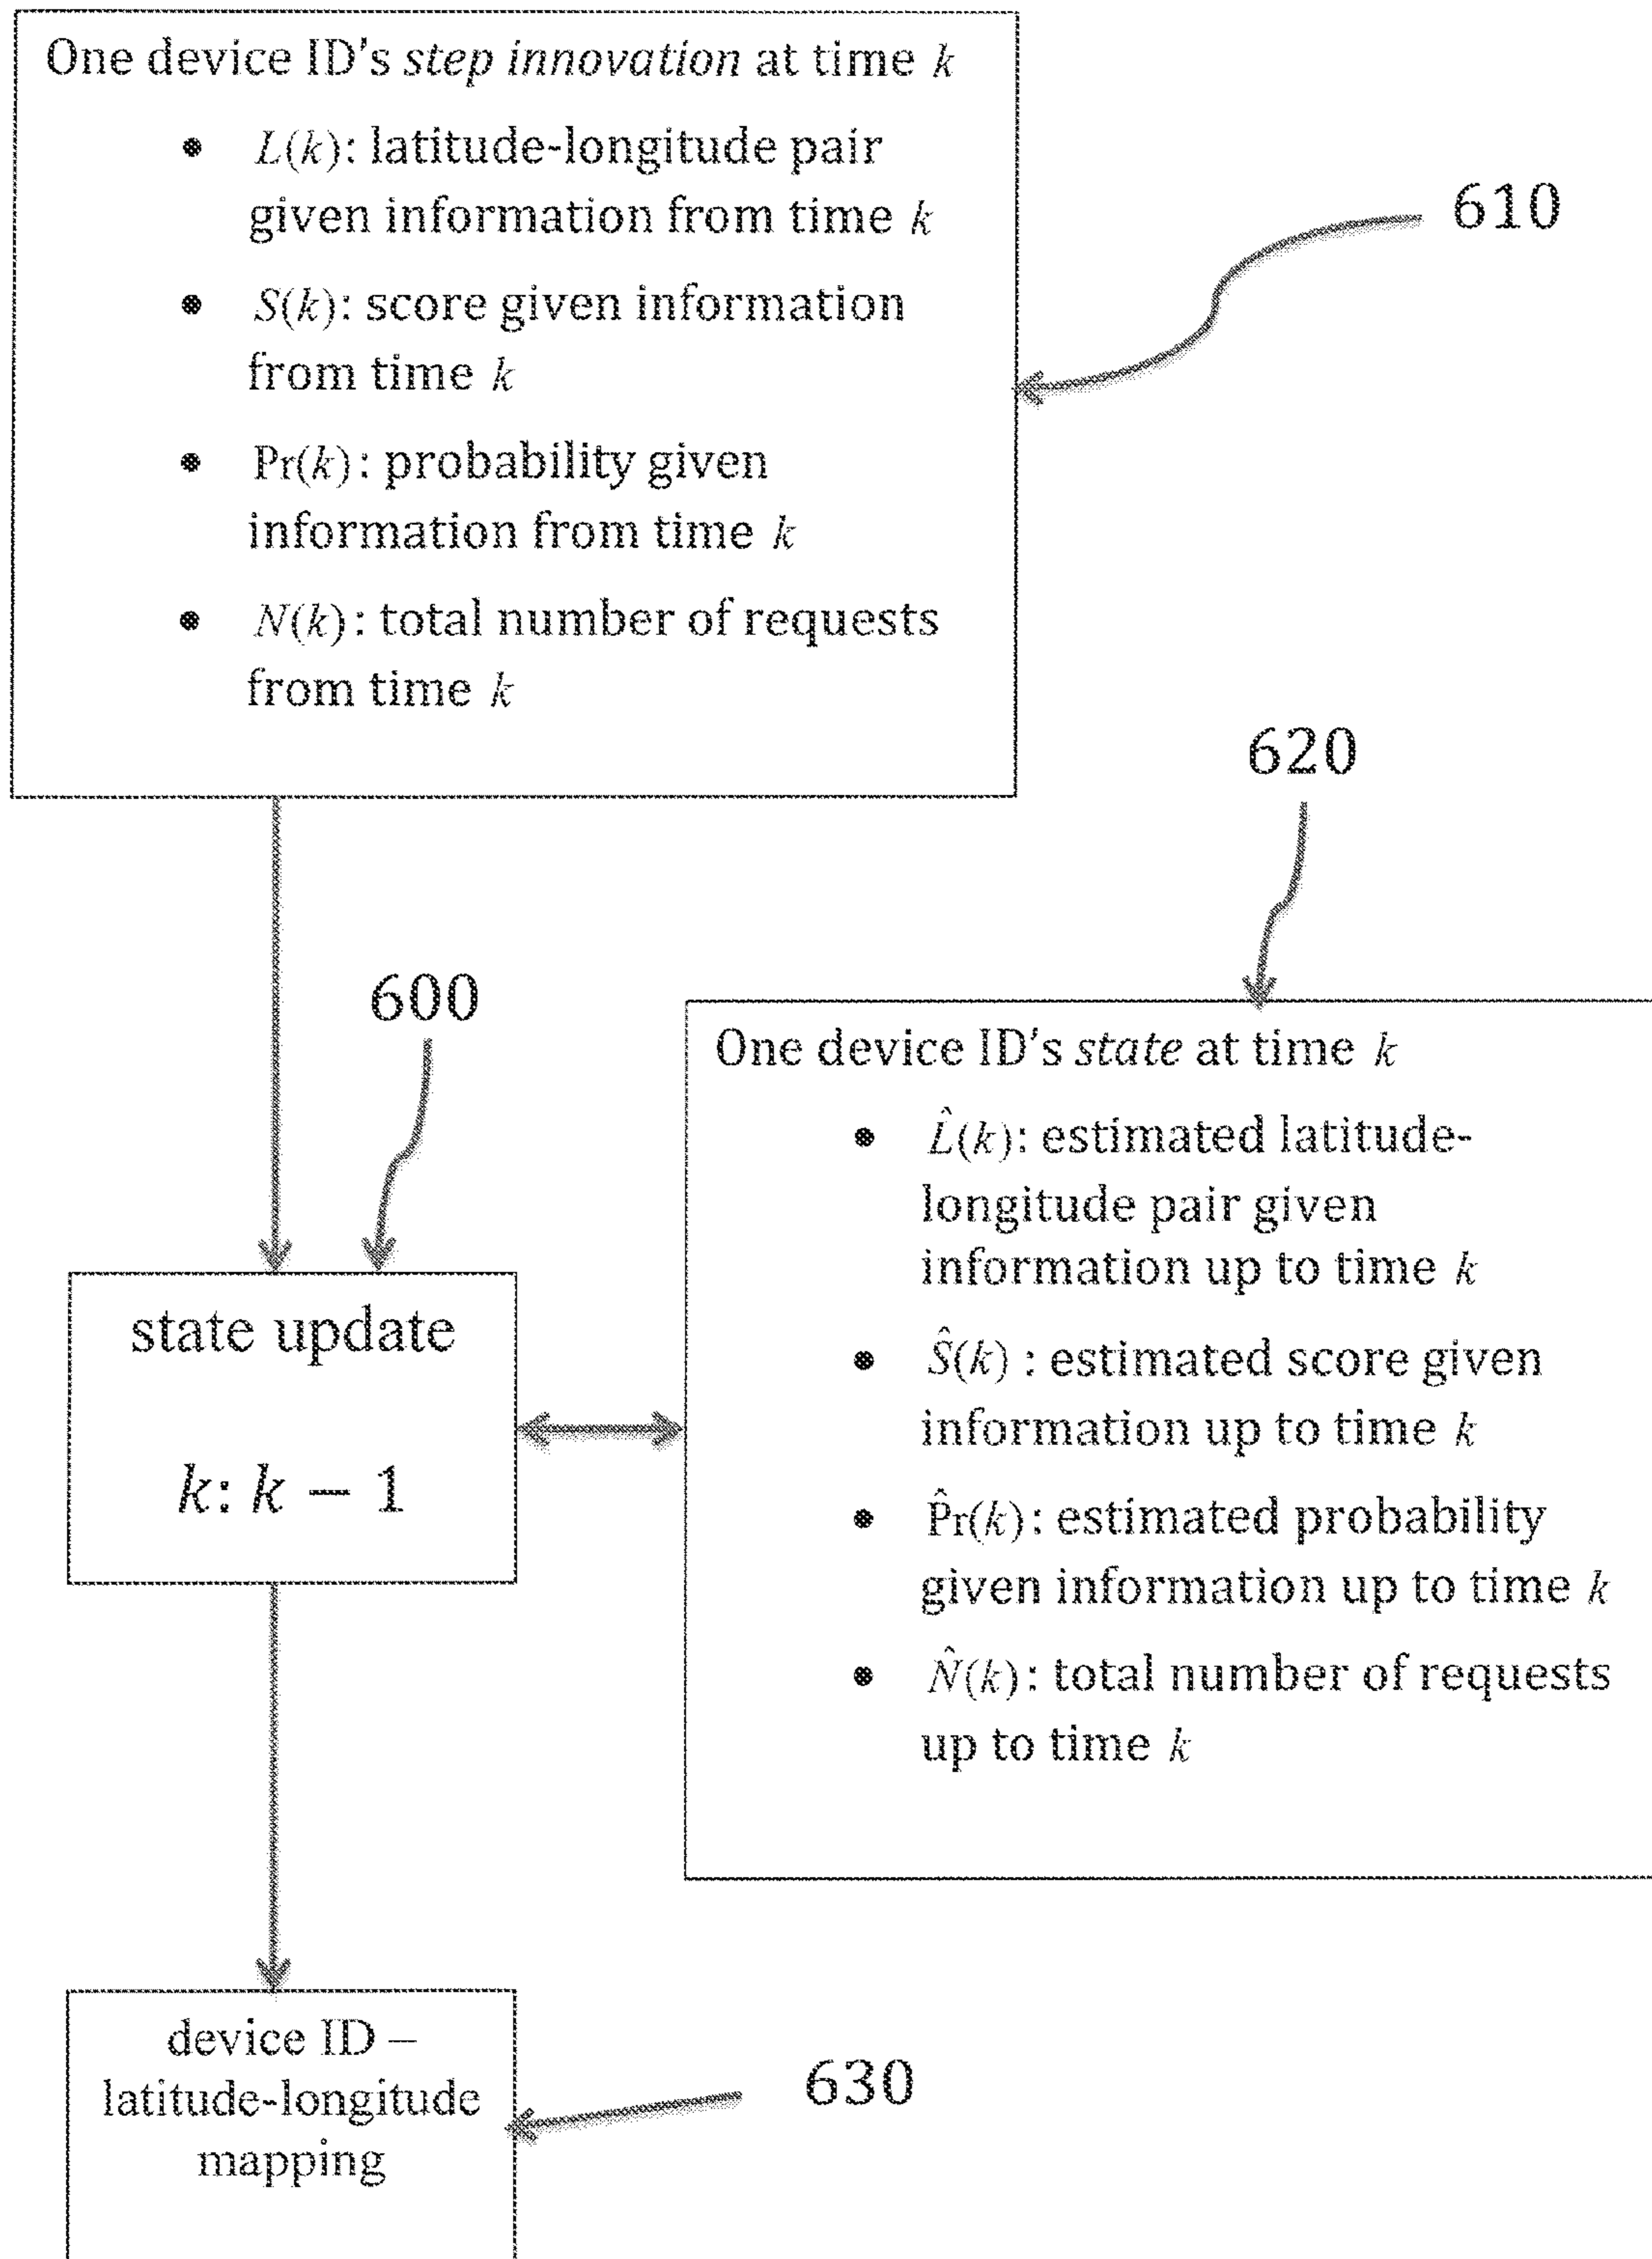 One device ID's step innovation at time k
• L(k): latitude-longitude pair
given information from time k
• S(k): score given information
from time k
• Pr(k): probability given
information from time k
• N(k): total number of requests
from time k
610
620
600
One device ID's state at time k
• L̂(k): estimated latitude-
longitude pair given
information up to time k
• Ŝ(k) : estimated score given
information up to time k
• P̂r(k): estimated probability
given information up to time k
• N̂(k): total number of requests
up to time k
state update
k: k − 1
device ID –
latitude-longitude
mapping
630